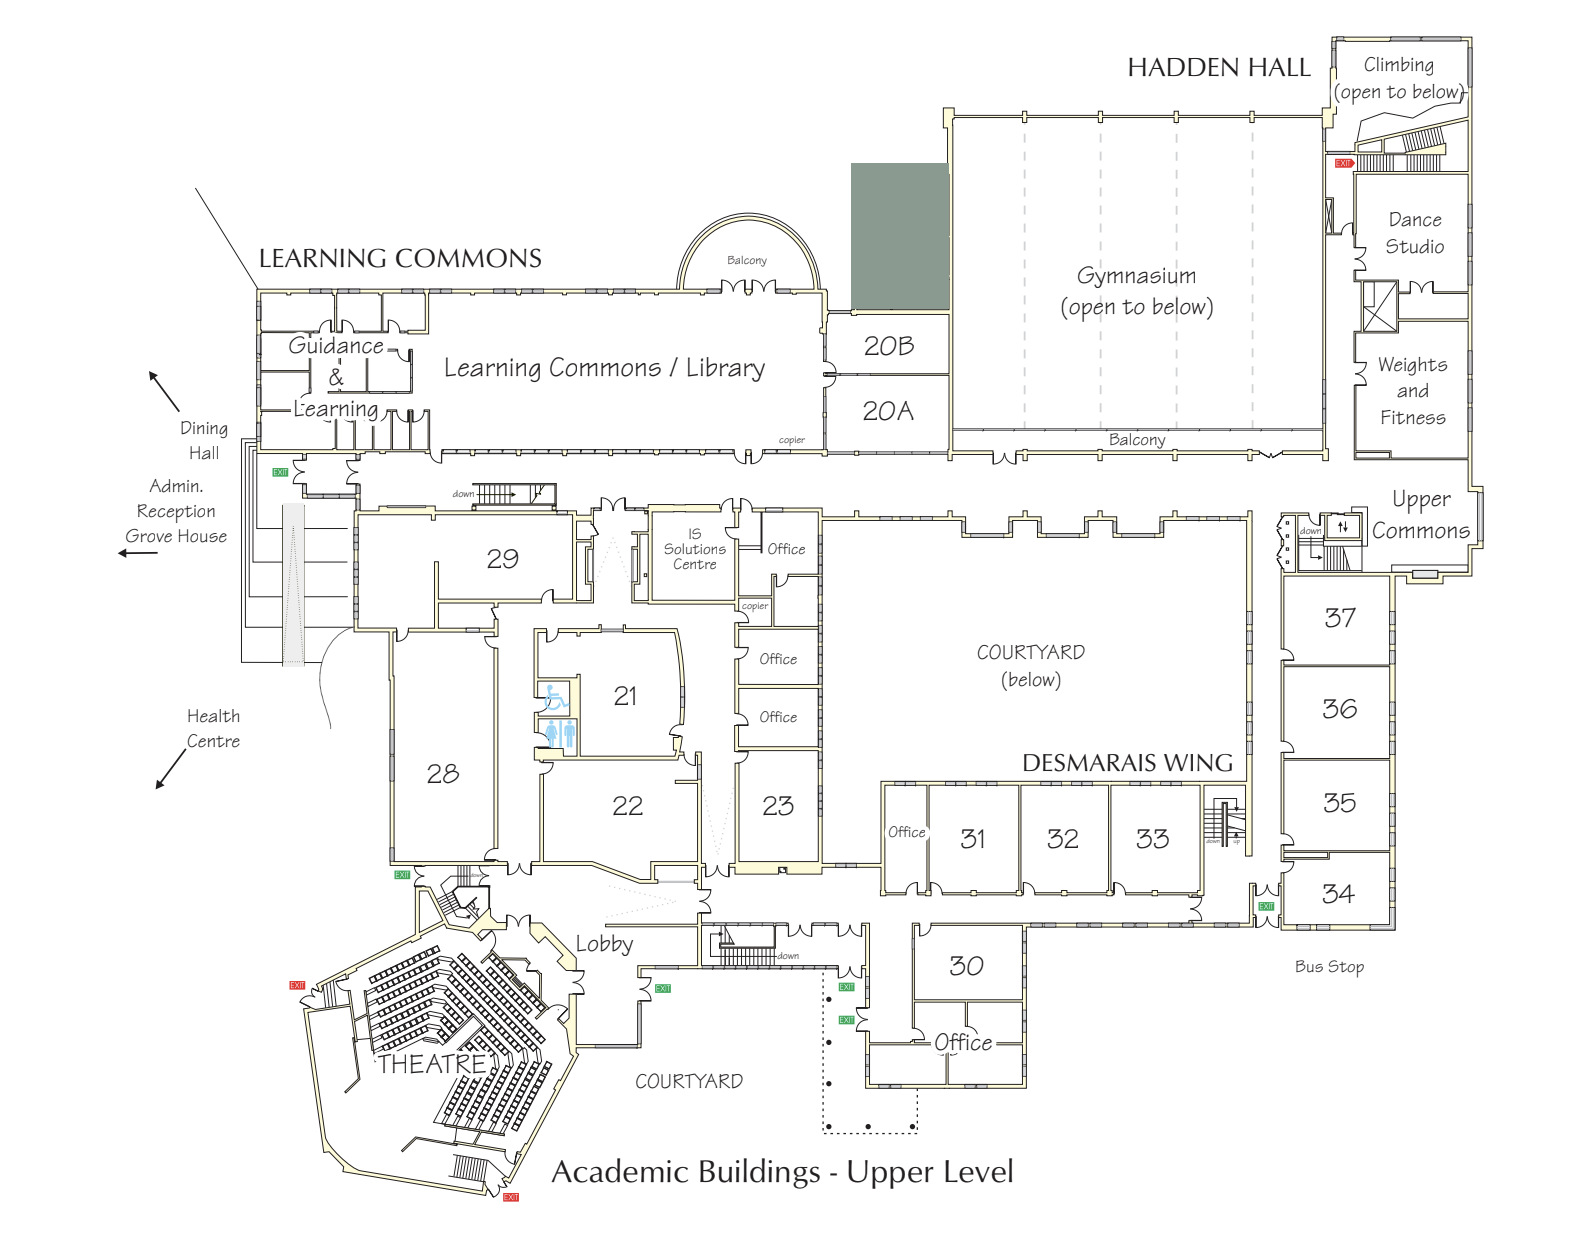 HADDEN HALL
Climbing
(open to below)
EXIT
Dance
Studio
LEARNING COMMONS
Balcony
Gymnasium
(open to below)
Guidance
&
Learning
Learning Commons / Library
20B
20A
Weights
and
Fitness
copier
Balcony
Dining
Hall
EXIT
Admin.
Reception
Grove House
down
Upper
Commons
down
29
IS
Solutions
Centre
Office
copier
37
Office
COURTYARD
(below)
21
36
Office
Health
Centre
28
22
23
DESMARAIS WING
35
Office
31
32
33
down
up
EXIT
down
34
EXIT
Lobby
down
30
Bus Stop
EXIT
EXIT
EXIT
EXIT
Office
THEATRE
COURTYARD
Academic Buildings - Upper Level
EXIT